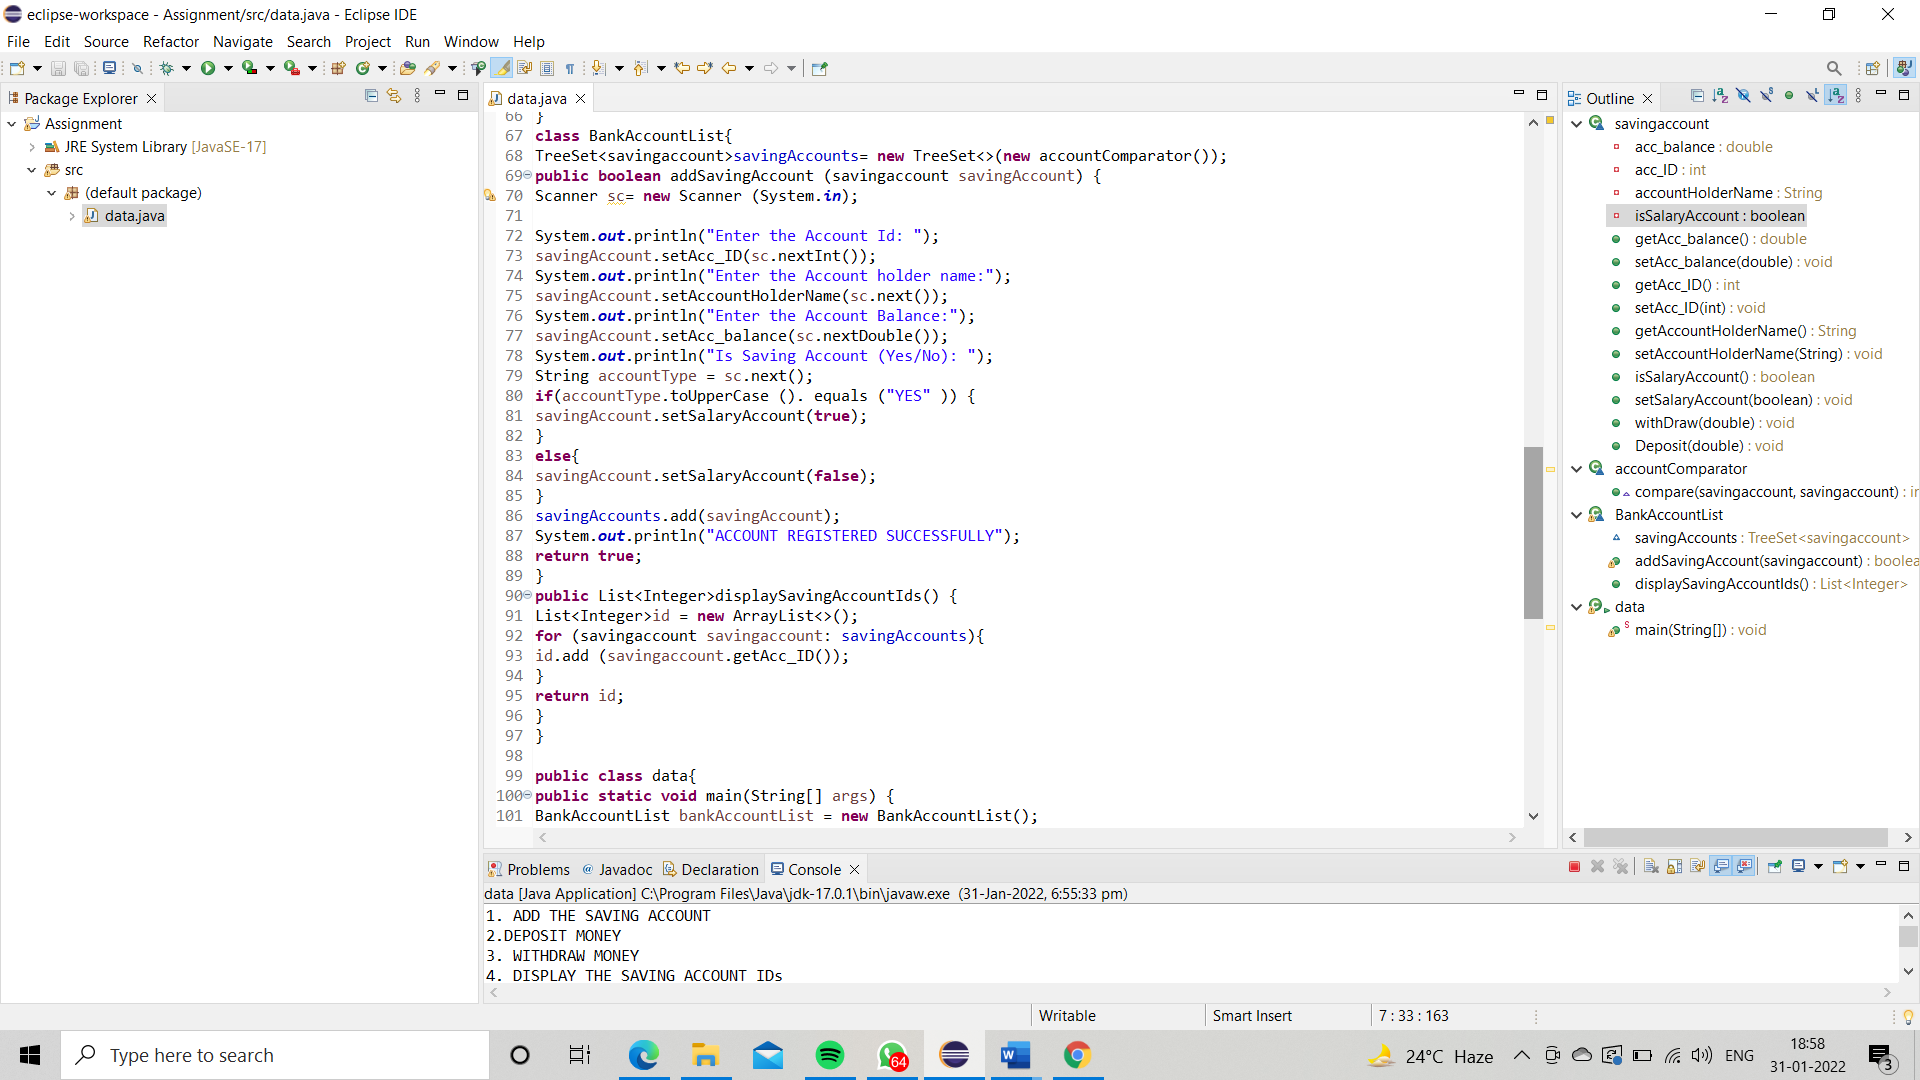 eclipse-workspace - Assignment/src/data.java - Eclipse IDE
File Edit Source Refactor Navigate Search Project Run Window Help
Package Explorer
Assignment
JRE System Library [JavaSE-17]
src
(default package)
data.java
data.java
66 }
67 class BankAccountList{
68 TreeSet<savingaccount>savingAccounts= new TreeSet<>(new accountComparator());
69 public boolean addSavingAccount (savingaccount savingAccount) {
70 Scanner sc= new Scanner (System.in);
71
72 System.out.println("Enter the Account Id: ");
73 savingAccount.setAcc_ID(sc.nextInt());
74 System.out.println("Enter the Account holder name:");
75 savingAccount.setAccountHolderName(sc.next());
76 System.out.println("Enter the Account Balance:");
77 savingAccount.setAcc_balance(sc.nextDouble());
78 System.out.println("Is Saving Account (Yes/No): ");
79 String accountType = sc.next();
80 if(accountType.toUpperCase (). equals ("YES" )) {
81 savingAccount.setSalaryAccount(true);
82 }
83 else{
84 savingAccount.setSalaryAccount(false);
85 }
86 savingAccounts.add(savingAccount);
87 System.out.println("ACCOUNT REGISTERED SUCCESSFULLY");
88 return true;
89 }
90 public List<Integer>displaySavingAccountIds() {
91 List<Integer>id = new ArrayList<>();
92 for (savingaccount savingaccount: savingAccounts){
93 id.add (savingaccount.getAcc_ID());
94 }
95 return id;
96 }
97 }
98
99 public class data{
100 public static void main(String[] args) {
101 BankAccountList bankAccountList = new BankAccountList();
Outline
savingaccount
acc_balance : double
acc_ID : int
accountHolderName : String
isSalaryAccount : boolean
getAcc_balance() : double
setAcc_balance(double) : void
getAcc_ID() : int
setAcc_ID(int) : void
getAccountHolderName() : String
setAccountHolderName(String) : void
isSalaryAccount() : boolean
setSalaryAccount(boolean) : void
withDraw(double) : void
Deposit(double) : void
accountComparator
compare(savingaccount, savingaccount) : ir
BankAccountList
savingAccounts : TreeSet<savingaccount>
addSavingAccount(savingaccount) : boolea
displaySavingAccountIds() : List<Integer>
data
main(String[]) : void
Problems @ Javadoc Declaration Console
data [Java Application] C:\Program Files\Java\jdk-17.0.1\bin\javaw.exe (31-Jan-2022, 6:55:33 pm)
1. ADD THE SAVING ACCOUNT
2.DEPOSIT MONEY
3. WITHDRAW MONEY
4. DISPLAY THE SAVING ACCOUNT IDs
Writable Smart Insert 7 : 33 : 163
Type here to search
64
24°C Haze
ENG
18:58
31-01-2022
3